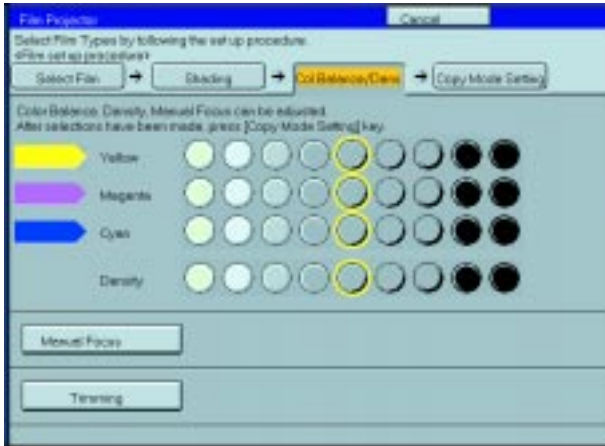 Film Projector
Cancel
Select Film Types by following the set up procedure.
<Film set up procedure>
Select Film
Shading
Col Balance/Dens
Copy Mode Setting
Color Balance, Density, Manual Focus can be adjusted.
After selections have been made, press [Copy Mode Setting] key.
Yellow
Magenta
Cyan
Density
Manual Focus
Trimming